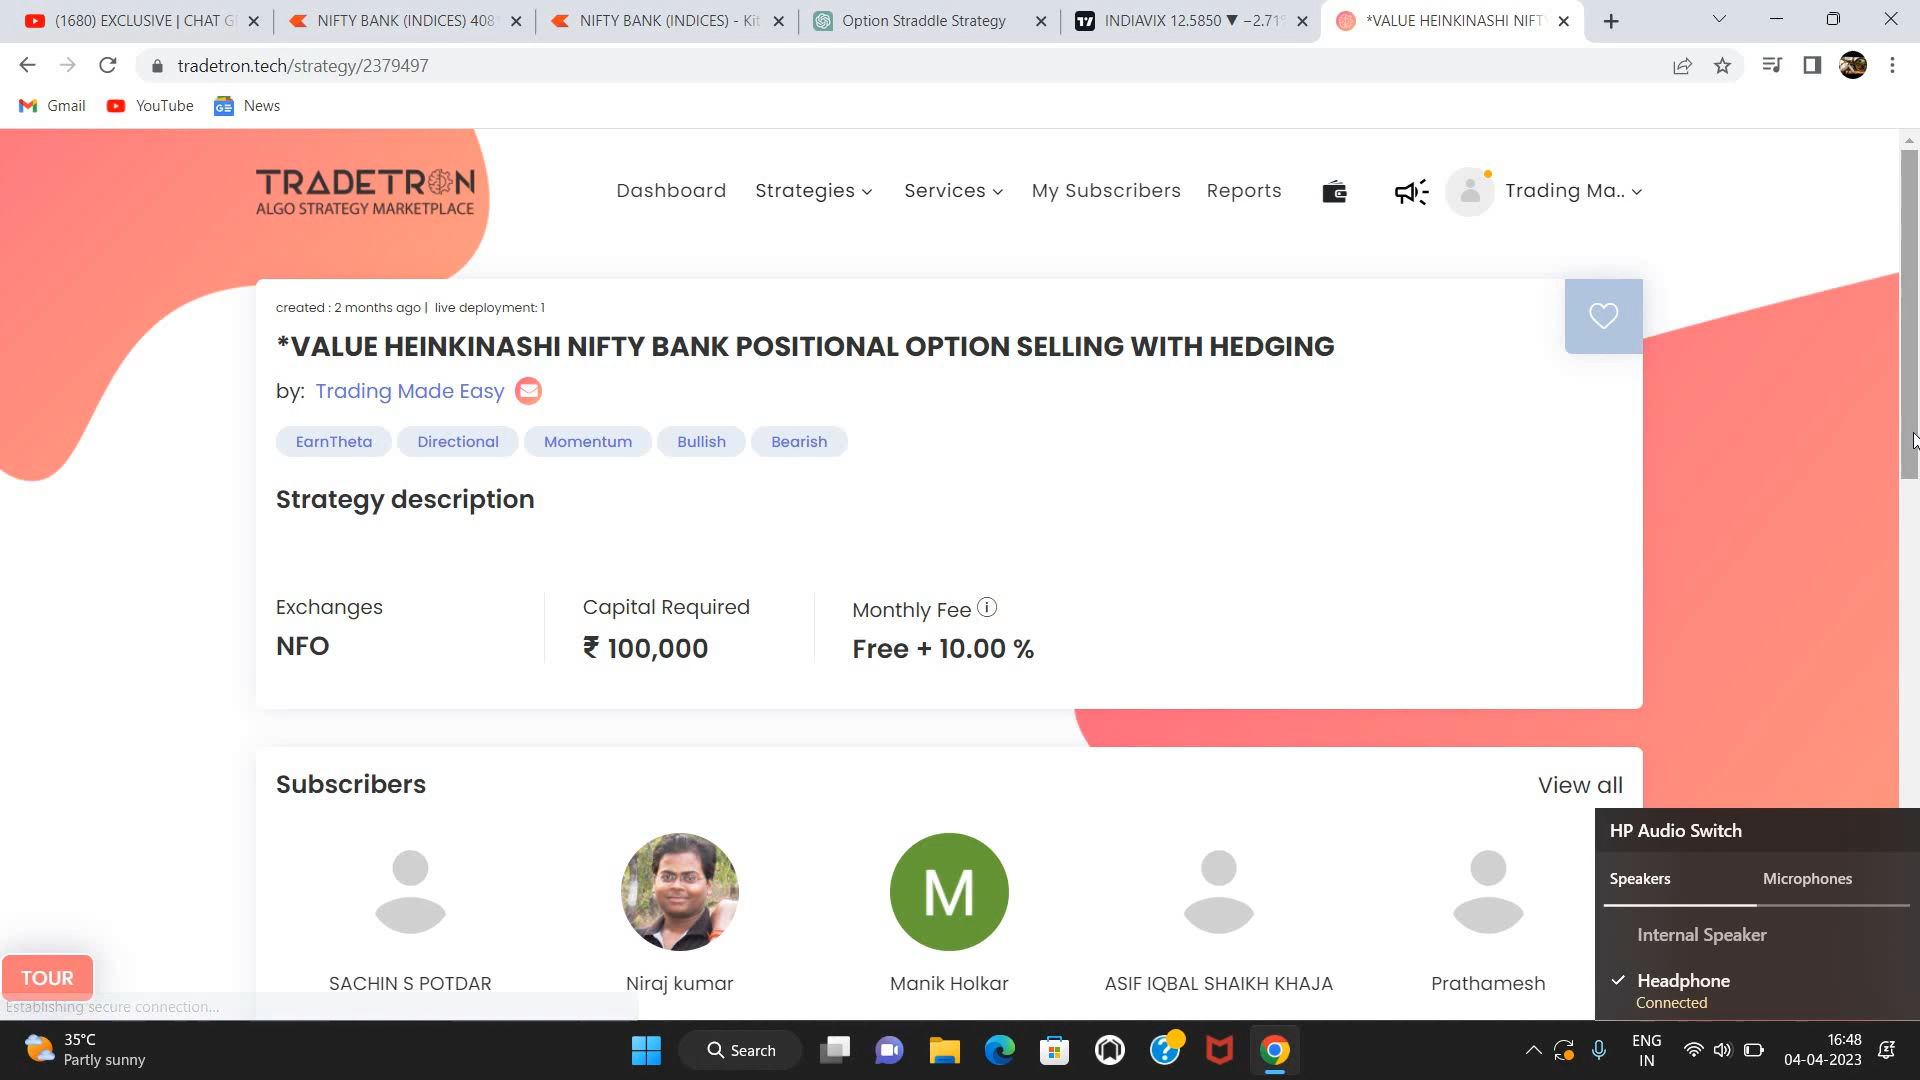 (1680) EXCLUSIVE | CHAT G
NIFTY BANK (INDICES) 408
NIFTY BANK (INDICES) - Kit
Option Straddle Strategy
INDIAVIX 12.5850 ▼ −2.71%
*VALUE HEINKINASHI NIFT
tradetron.tech/strategy/2379497
Gmail
YouTube
News
TRADETRON
ALGO STRATEGY MARKETPLACE
Dashboard
Strategies
Services
My Subscribers
Reports
Trading Ma..
created : 2 months ago | live deployment: 1
*VALUE HEINKINASHI NIFTY BANK POSITIONAL OPTION SELLING WITH HEDGING
by: Trading Made Easy
EarnTheta
Directional
Momentum
Bullish
Bearish
Strategy description
Exchanges
NFO
Capital Required
₹ 100,000
Monthly Fee
Free + 10.00 %
Subscribers
View all
M
SACHIN S POTDAR
Niraj kumar
Manik Holkar
ASIF IQBAL SHAIKH KHAJA
Prathamesh
HP Audio Switch
Speakers
Microphones
Internal Speaker
Headphone
Connected
TOUR
Establishing secure connection...
35°C
Partly sunny
Search
ENG
IN
16:48
04-04-2023